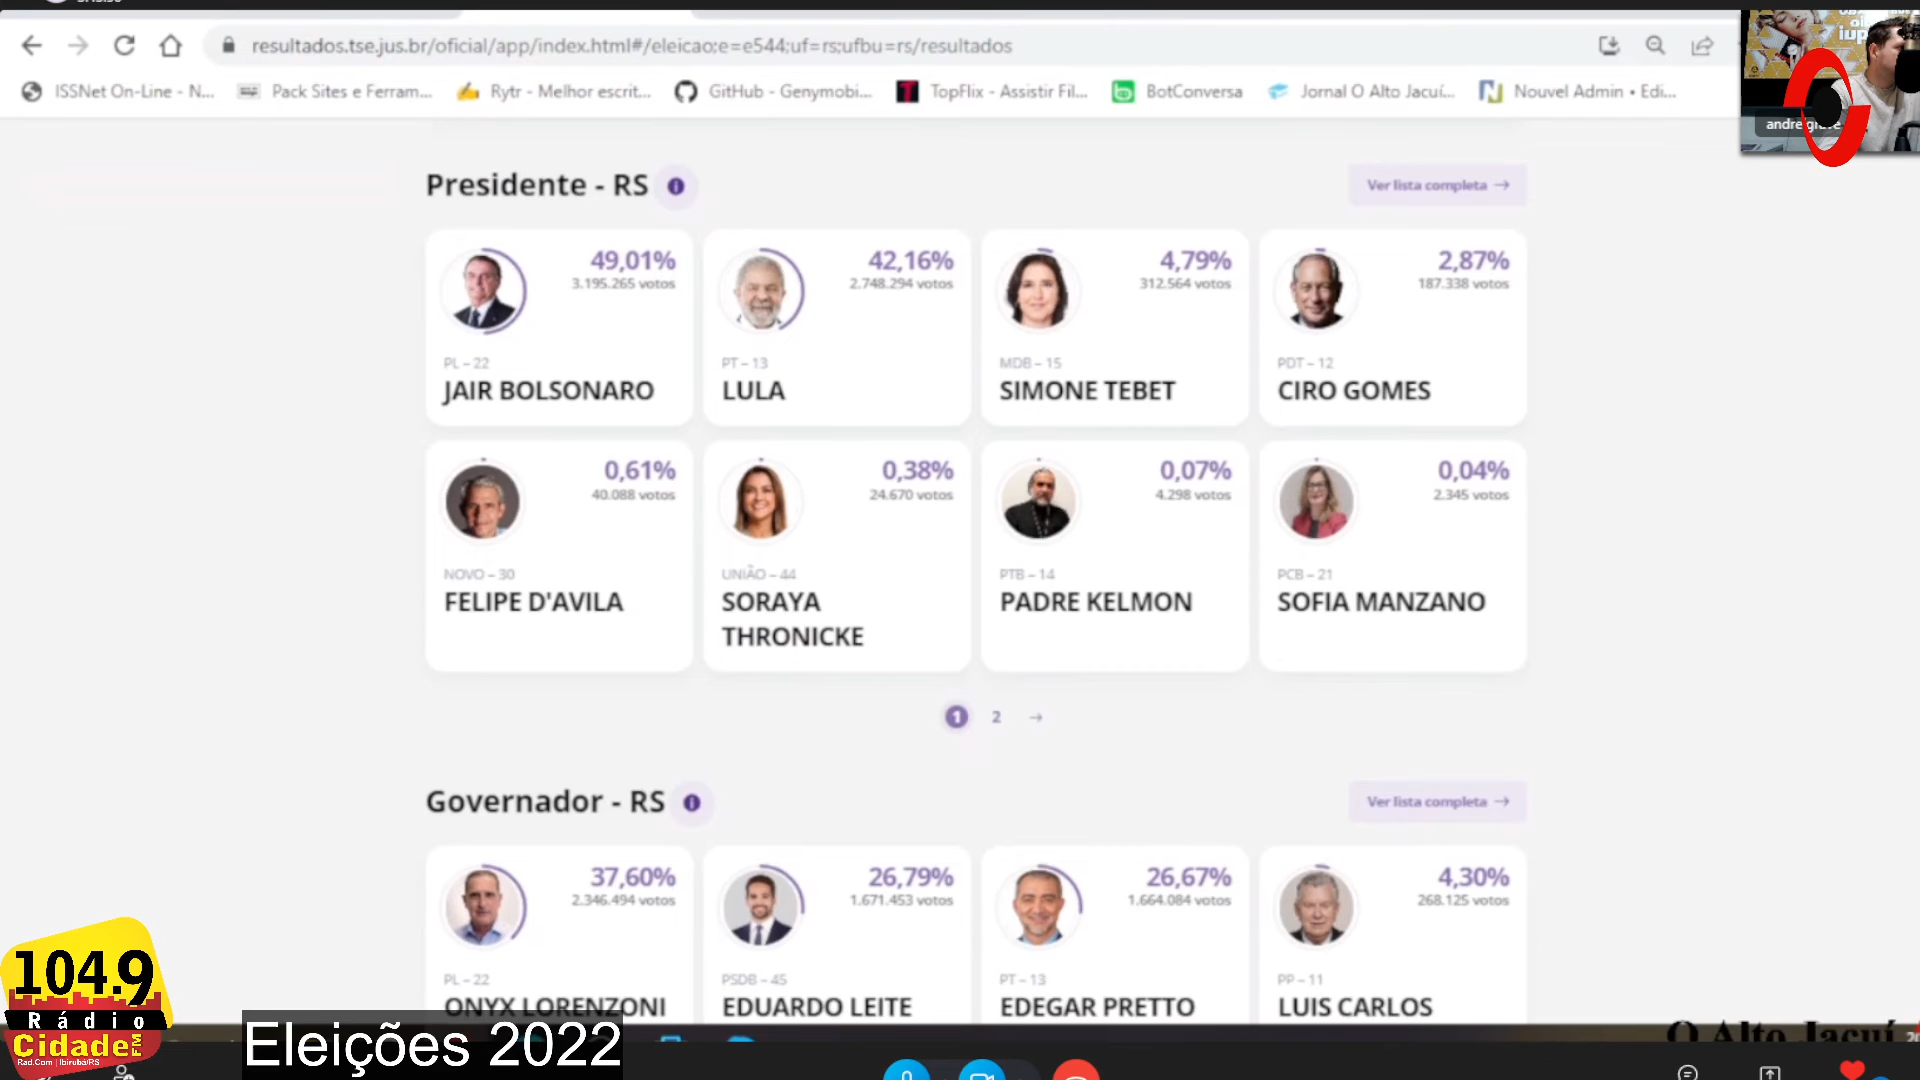 resultados.tse.jus.br/oficial/app/index.html#/eleicao;e=e544;uf=rs;ufbu=rs/resultados
ISSNet On-Line - N... Pack Sites e Ferram... Rytr - Melhor escrit... GitHub - Genymobi... TopFlix - Assistir Fil... BotConversa Jornal O Alto Jacuí... Nouvel Admin • Edi...
Presidente - RS
Ver lista completa →
49,01% 42,16% 4,79% 2,87%
3.195.265 votos 2.748.294 votos 312.564 votos 187.338 votos
PL – 22 PT – 13 MDB – 15 PDT – 12
JAIR BOLSONARO LULA SIMONE TEBET CIRO GOMES
0,61% 0,38% 0,07% 0,04%
40.088 votos 24.670 votos 4.298 votos 2.345 votos
NOVO – 30 UNIÃO – 44 PTB – 14 PCB – 21
FELIPE D'AVILA SORAYA PADRE KELMON SOFIA MANZANO
THRONICKE
1 2 →
Governador - RS
Ver lista completa →
37,60% 26,79% 26,67% 4,30%
2.346.494 votos 1.671.453 votos 1.664.084 votos 268.125 votos
PL – 22 PSDB – 45 PT – 13 PP – 11
ONYX LORENZONI EDUARDO LEITE EDEGAR PRETTO LUIS CARLOS
104.9
Rádio
Cidade FM
Rad.Com | Ibirubá/RS
Eleições 2022
O Alto Jacuí